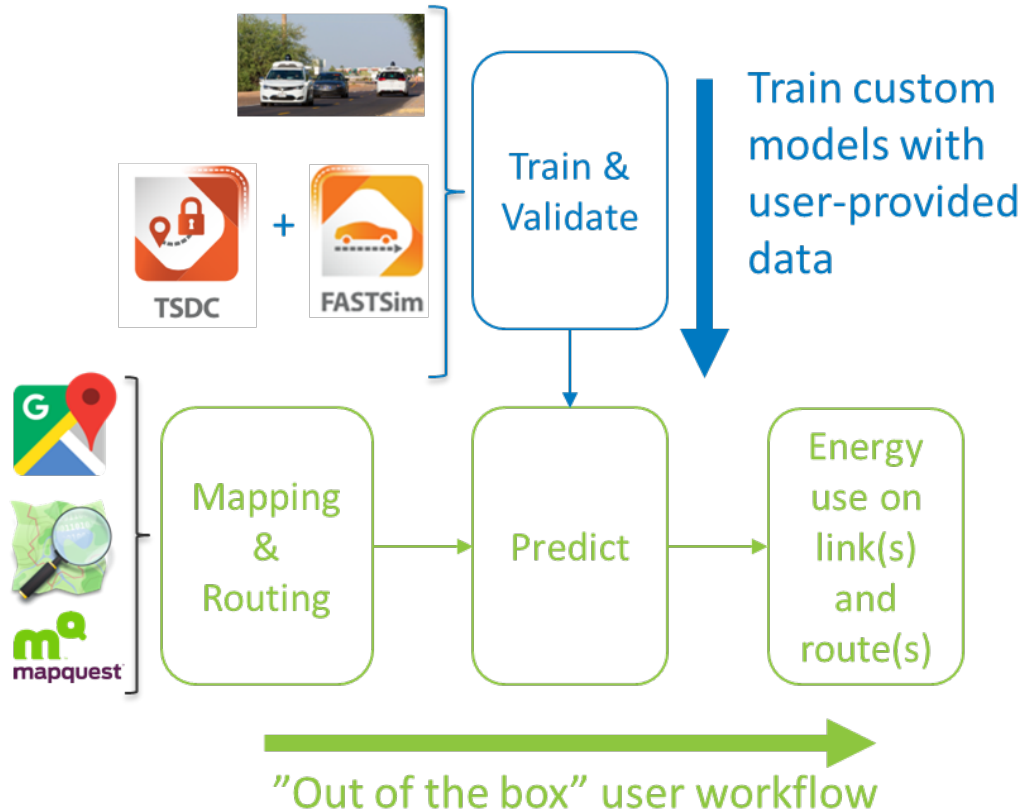 Train &
Validate
Train custom
models with
user-provided
data
+
TSDC
FASTSim
G
mapquest
Mapping
&
Routing
Predict
Energy
use on
link(s)
and
route(s)
”Out of the box” user workflow